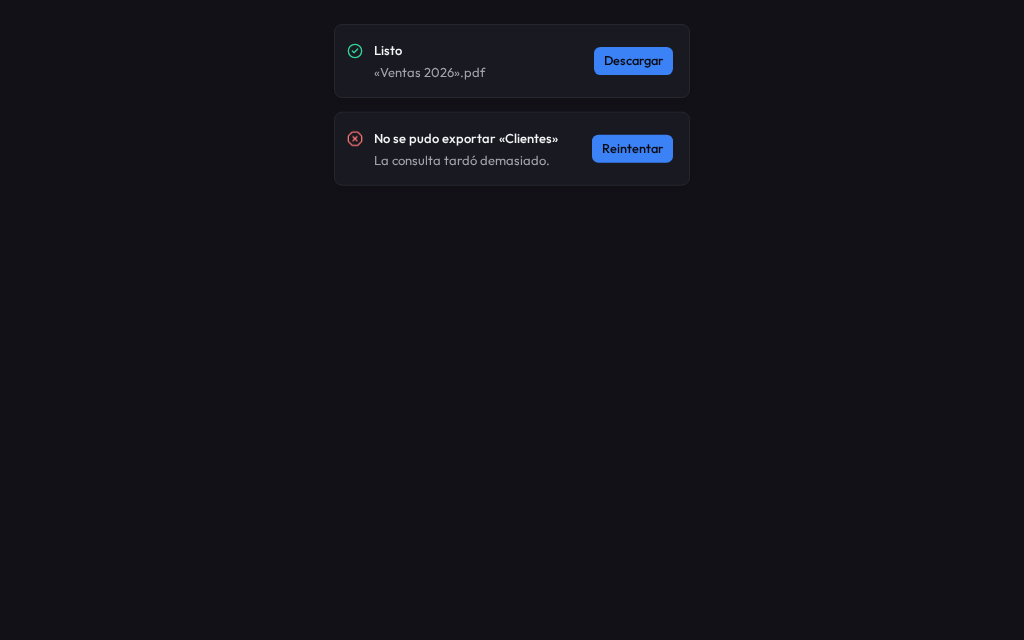 Listo
«Ventas 2026».pdf
Descargar
No se pudo exportar «Clientes»
La consulta tardó demasiado.
Reintentar